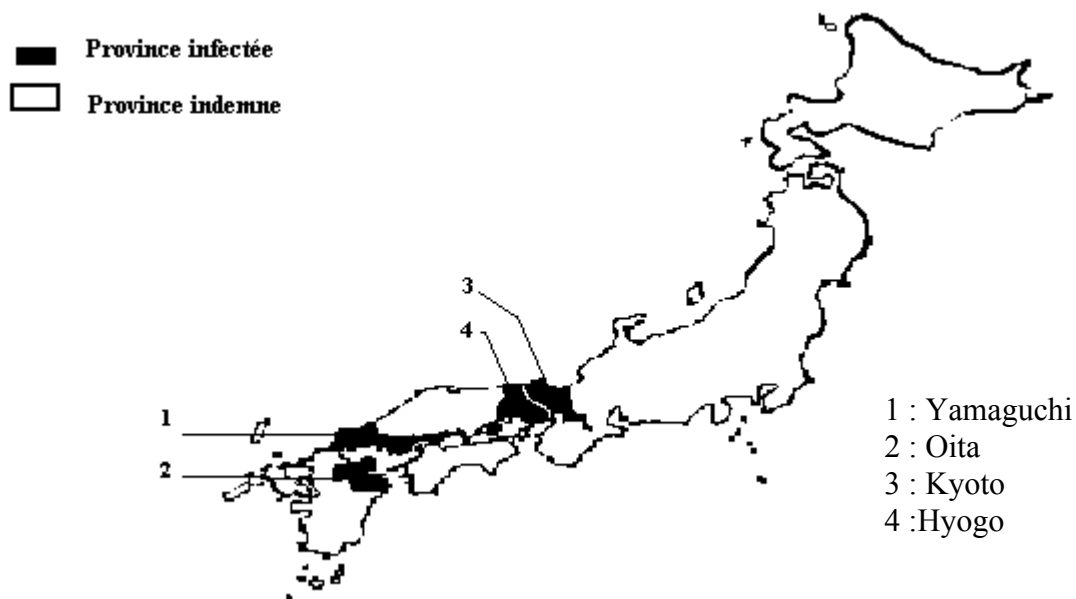 Province infectée
Province indemne
3
4
1
2
1 : Yamaguchi
2 : Oita
3 : Kyoto
4 :Hyogo